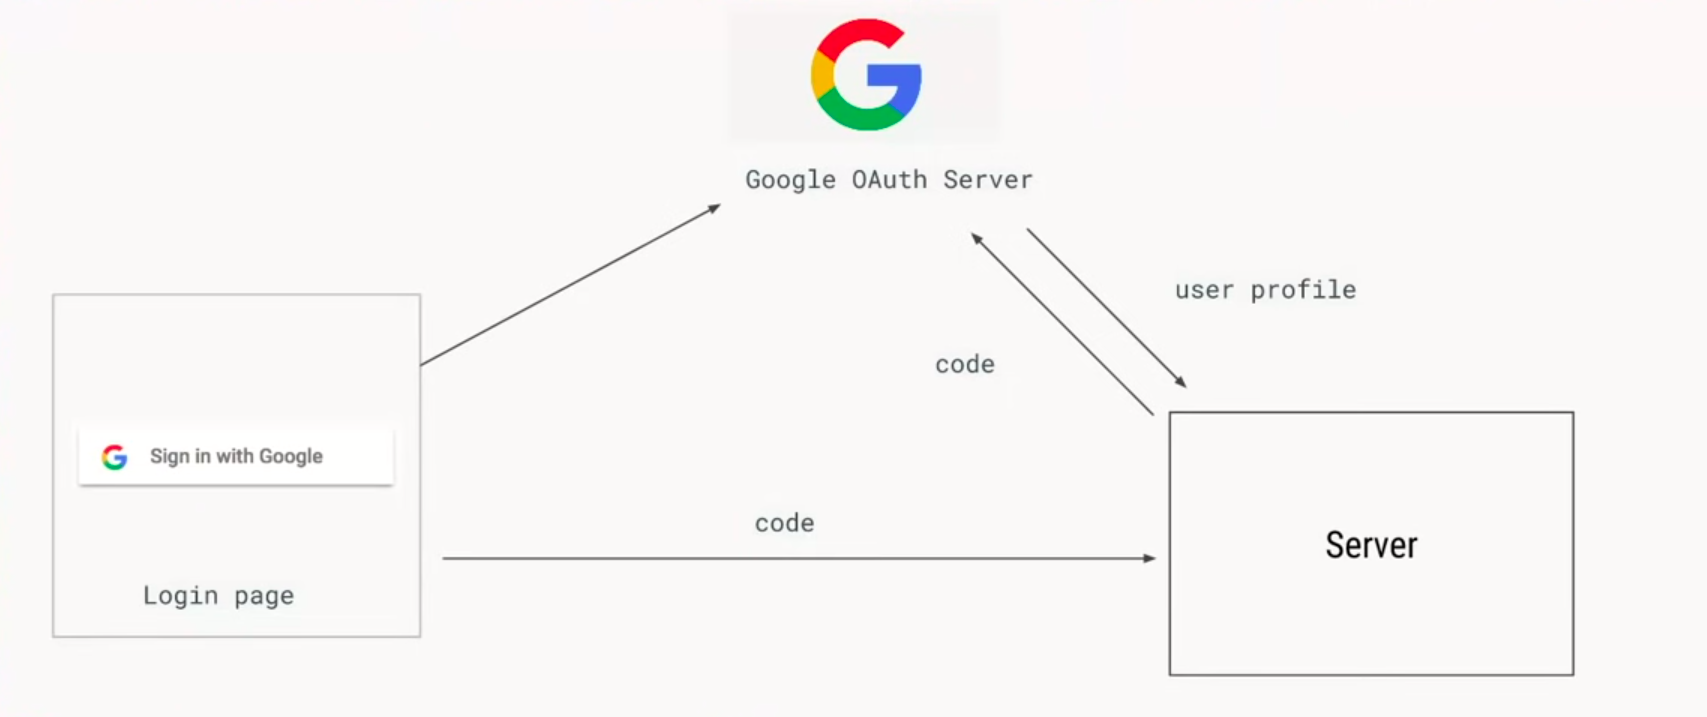 Google OAuth Server
user profile
code
Sign in with Google
code
Server
Login page